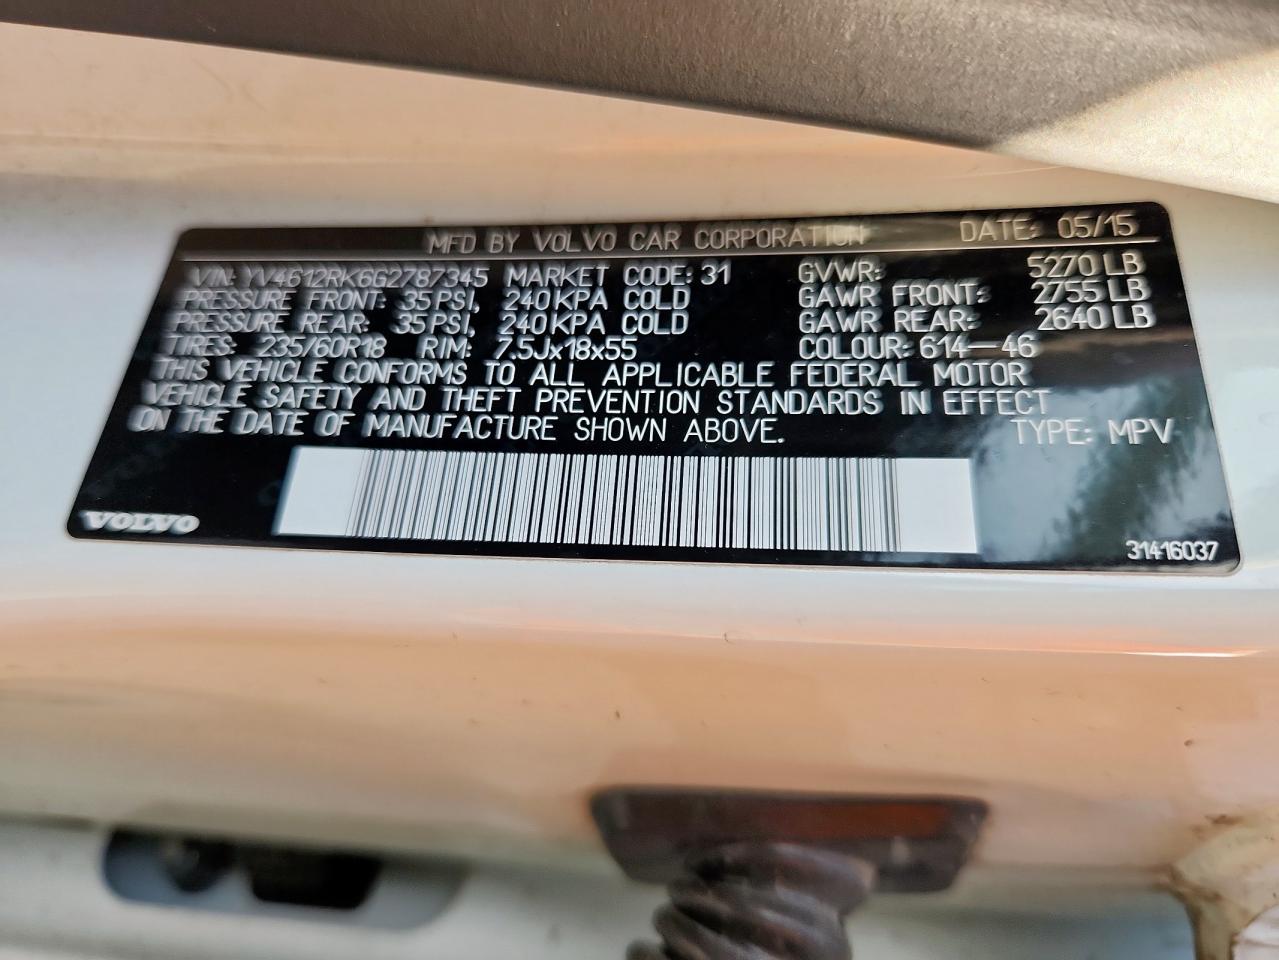 MFD BY VOLVO CAR CORPORATION DATE: 05/15
VIN: YV4612RK6G2787345 MARKET CODE: 31 GVWR: 5270 LB
PRESSURE FRONT: 35 PSI, 240 KPA COLD GAWR FRONT: 2755 LB
PRESSURE REAR: 35 PSI, 240 KPA COLD GAWR REAR: 2640 LB
TIRES: 235/60R18 RIM: 7.5Jx18x55 COLOUR: 614-46
THIS VEHICLE CONFORMS TO ALL APPLICABLE FEDERAL MOTOR
VEHICLE SAFETY AND THEFT PREVENTION STANDARDS IN EFFECT
ON THE DATE OF MANUFACTURE SHOWN ABOVE. TYPE: MPV
VOLVO
31416037